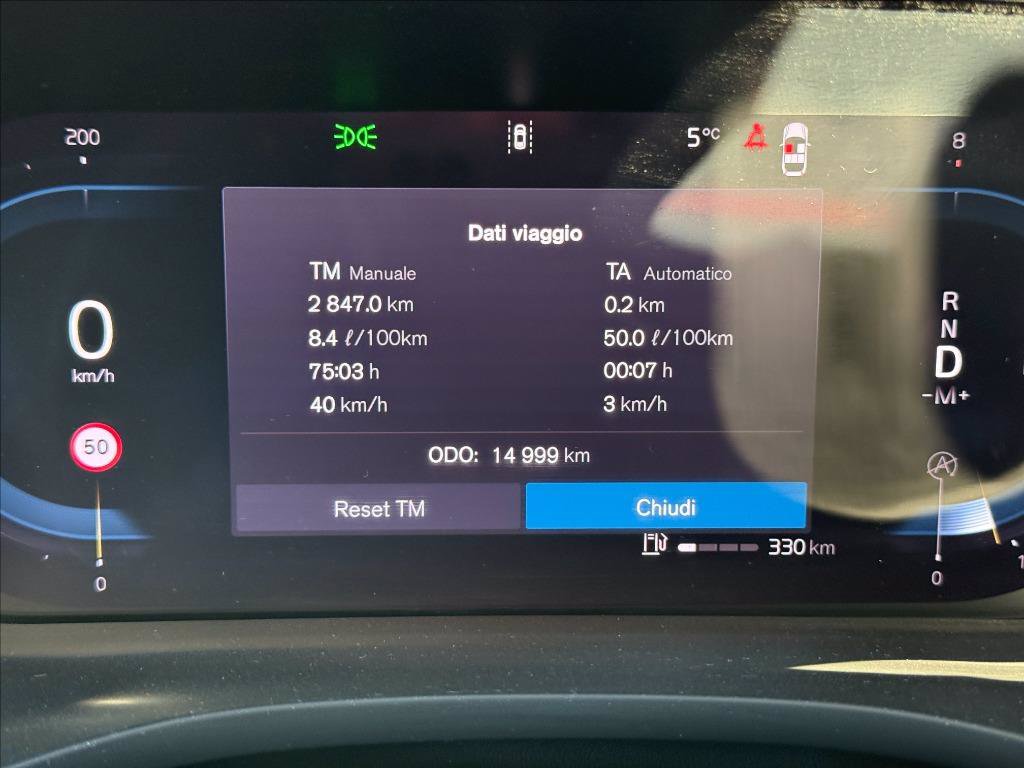 200
5°C
8
Dati viaggio
TM Manuale
TA Automatico
2 847.0 km
0.2 km
8.4 ℓ/100km
50.0 ℓ/100km
75:03 h
00:07 h
40 km/h
3 km/h
ODO: 14 999 km
Reset TM
Chiudi
330 km
0
km/h
50
0
R
N
D
-M+
A
0
1